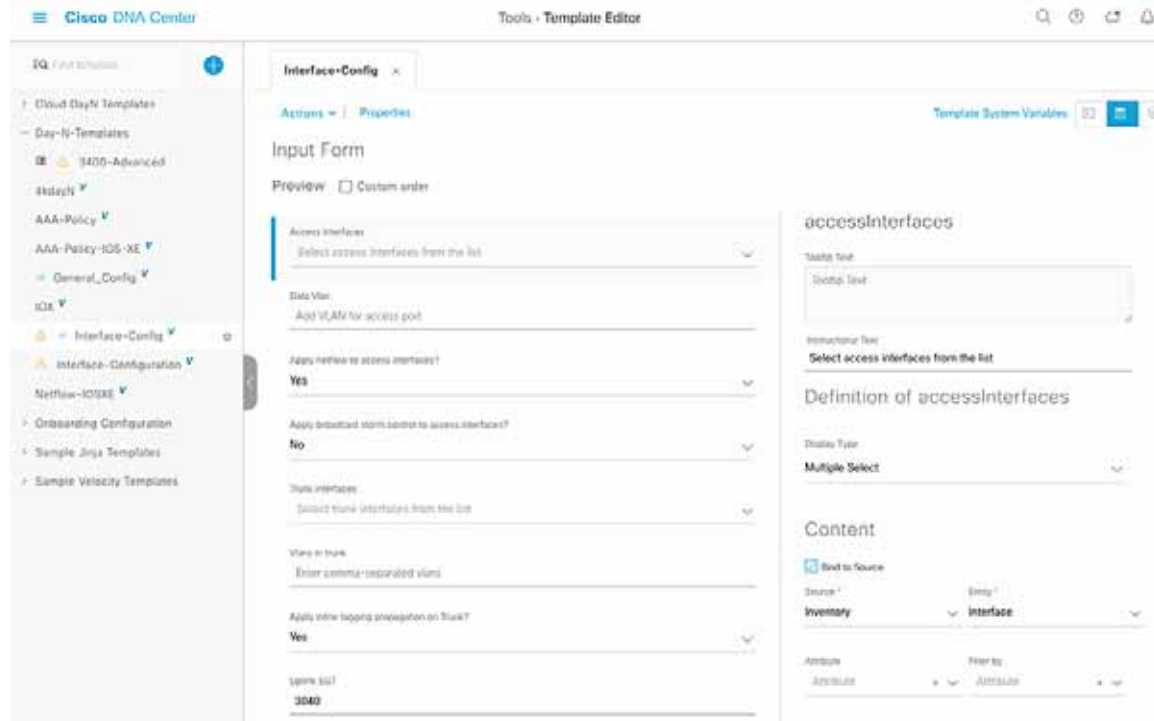 Cisco DNA Center
Tools - Template Editor
Interface-Config ×
Actions
Properties
Template System Variables
Cloud DayN Templates
Day-N-Templates
3400-Advanced
4kdayN V
AAA-Policy V
AAA-Policy-IOS-XE V
General_Config V
IOX V
Interface-Config V
Interface-Configuration V
Netflow-IOSXE V
Onboarding Configuration
Sample Jinja Templates
Sample Velocity Templates
Input Form
Preview
Custom order
Access Interfaces
Select access interfaces from the list
Data Vlan
Add VLAN for access port
Apply netflow to access interfaces?
Yes
Apply broadcast storm control to access interfaces?
No
Trunk interfaces
Select trunk interfaces from the list
Vlans in trunk
Enter comma-separated vlans
Apply inline tagging propagation on Trunk?
Yes
Uplink SGT
3040
accessInterfaces
Tooltip Text
Tooltip Text
Instructional Text
Select access interfaces from the list
Definition of accessInterfaces
Display Type
Multiple Select
Content
Bind to Source
Source * Entity *
Inventory Interface
Attribute Filter by
Attribute Attribute